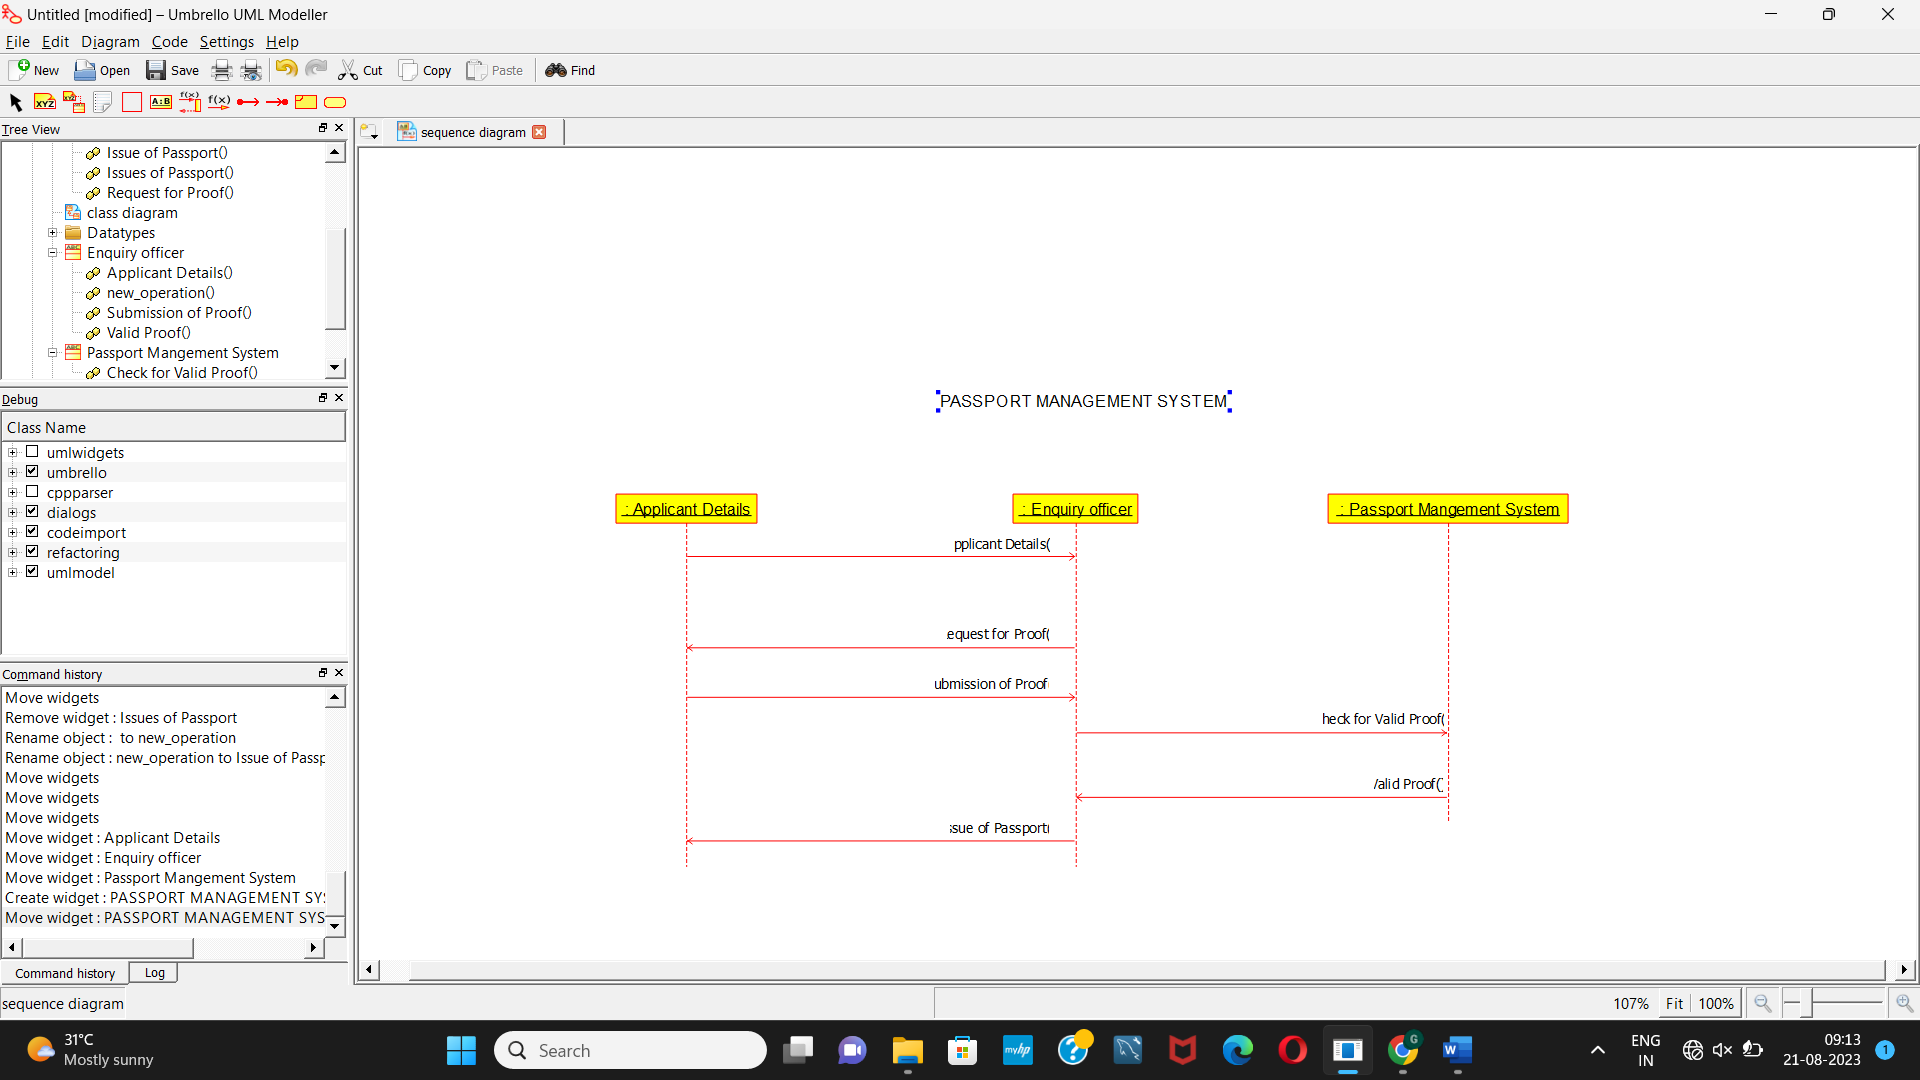 Untitled [modified] – Umbrello UML Modeller
File Edit Diagram Code Settings Help
New Open Save Cut Copy Paste Find
XYZ XYZ A:B f(x) f(x)
Tree View
sequence diagram
Issue of Passport()
Issues of Passport()
Request for Proof()
class diagram
Datatypes
Enquiry officer
Applicant Details()
new_operation()
Submission of Proof()
Valid Proof()
Passport Mangement System
Check for Valid Proof()
Debug
Class Name
umlwidgets
umbrello
cppparser
dialogs
codeimport
refactoring
umlmodel
Command history
Move widgets
Remove widget : Issues of Passport
Rename object : to new_operation
Rename object : new_operation to Issue of Passp
Move widgets
Move widgets
Move widgets
Move widget : Applicant Details
Move widget : Enquiry officer
Move widget : Passport Mangement System
Create widget : PASSPORT MANAGEMENT SYS
Move widget : PASSPORT MANAGEMENT SYS
Command history Log
PASSPORT MANAGEMENT SYSTEM
: Applicant Details : Enquiry officer : Passport Mangement System
pplicant Details(
equest for Proof(
ubmission of Proof
heck for Valid Proof(
alid Proof()
sue of Passport(
sequence diagram
107% Fit 100%
31°C
Mostly sunny
Search
myhp
G
W
ENG
IN
09:13
21-08-2023
1